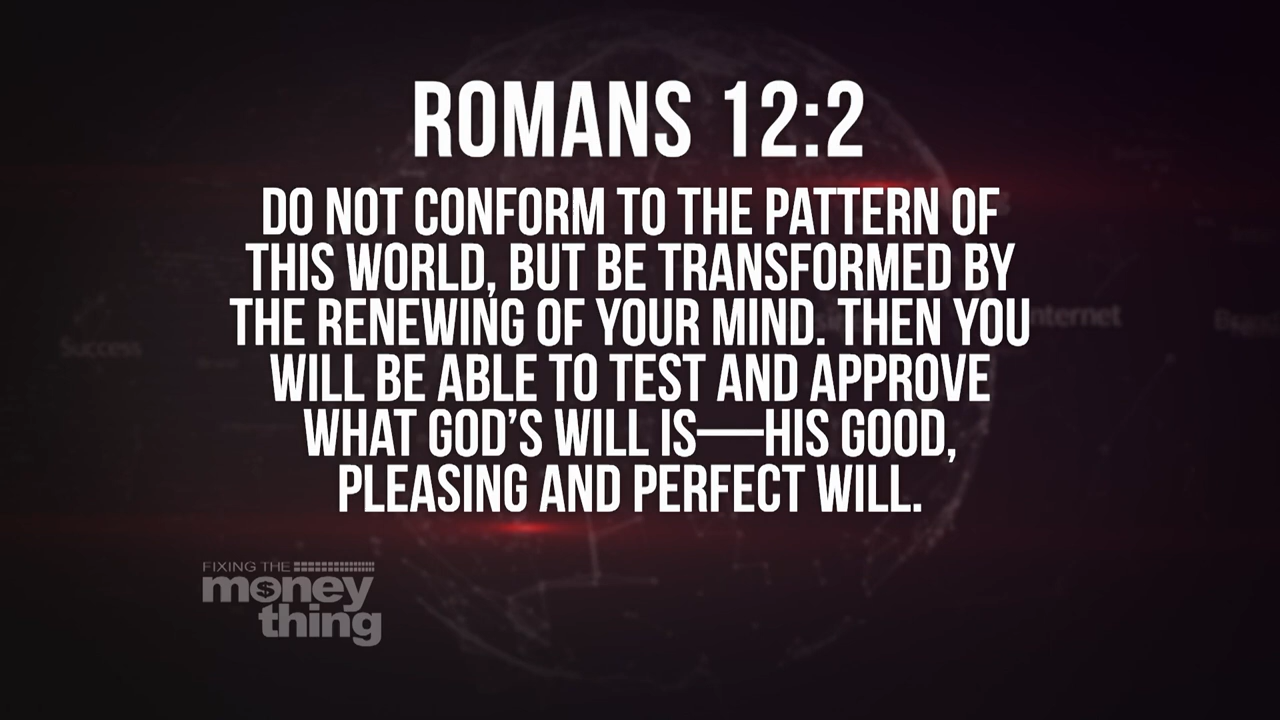 ROMANS 12:2
DO NOT CONFORM TO THE PATTERN OF
THIS WORLD, BUT BE TRANSFORMED BY
THE RENEWING OF YOUR MIND. THEN YOU
WILL BE ABLE TO TEST AND APPROVE
WHAT GOD’S WILL IS—HIS GOOD,
PLEASING AND PERFECT WILL.
Success
Internet
FIXING THE
money
thing